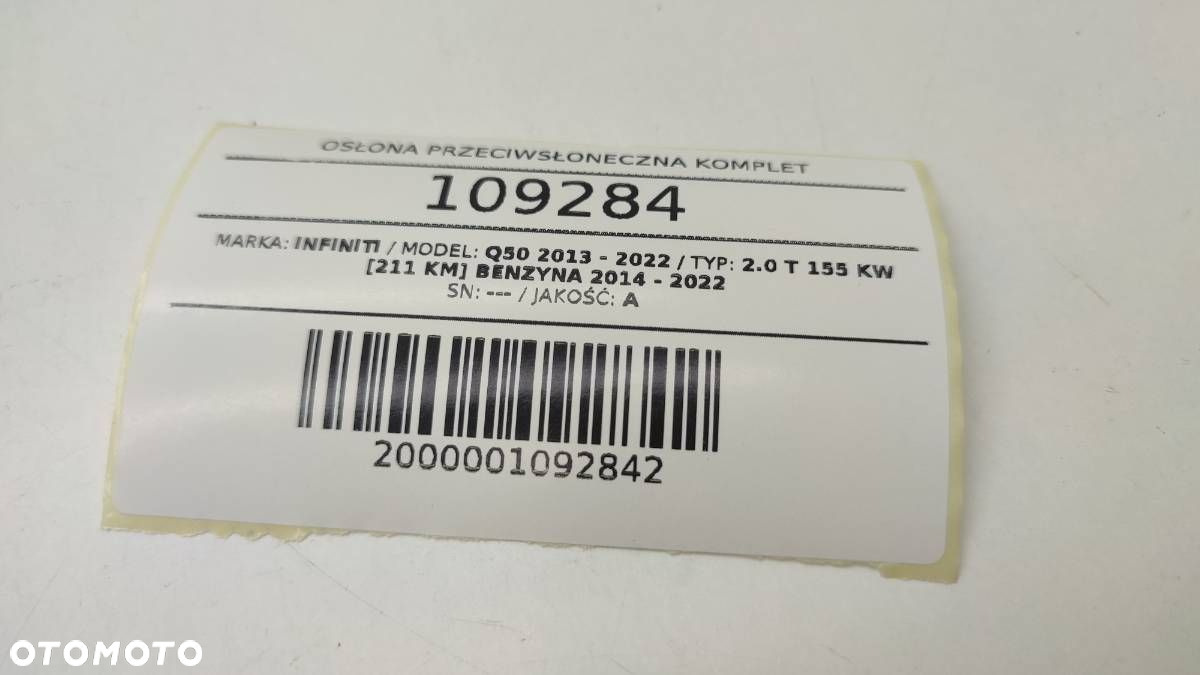 OSŁONA PRZECIWSŁONECZNA KOMPLET
109284
MARKA: INFINITI / MODEL: Q50 2013 - 2022 / TYP: 2.0 T 155 KW
[211 KM] BENZYNA 2014 - 2022
SN: --- / JAKOŚĆ: A
2000001092842
OTOMOTO